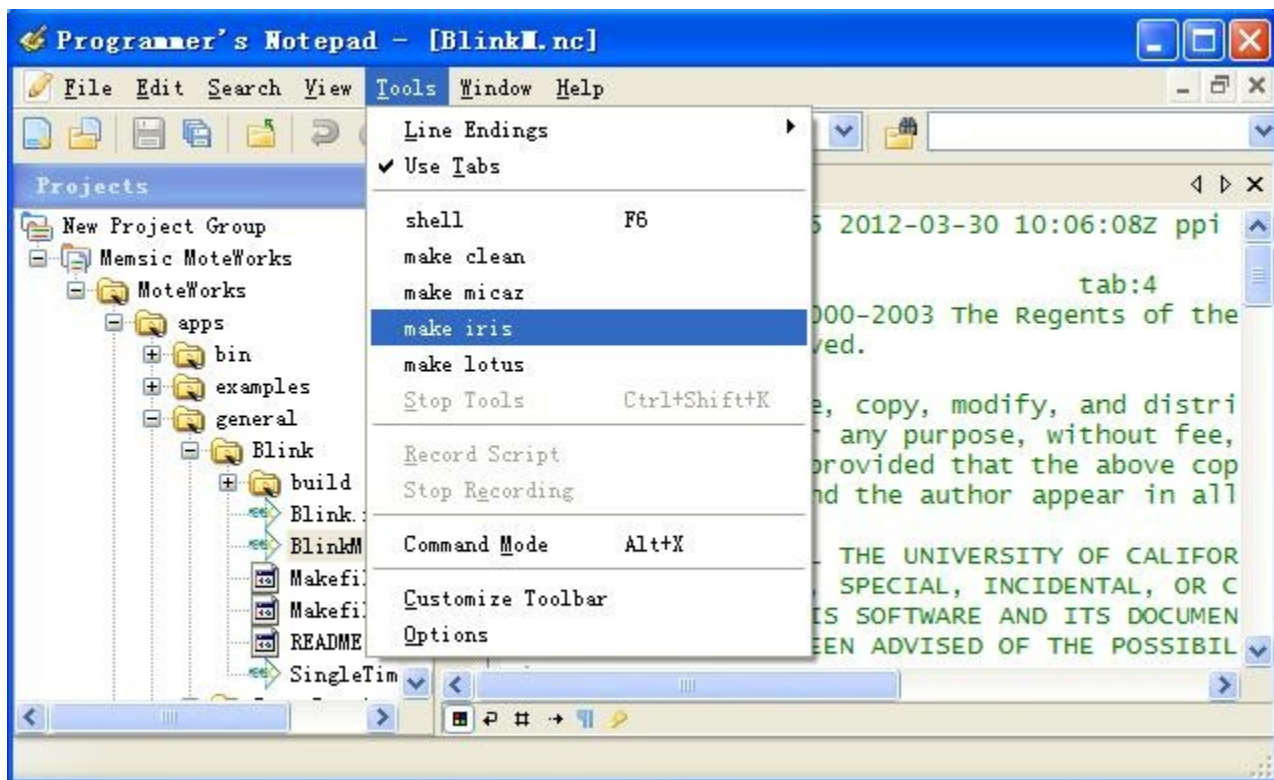 Programmer's Notepad - [BlinkM.nc]
File Edit Search View Tools Window Help
Projects
New Project Group
Memsic MoteWorks
MoteWorks
apps
bin
examples
general
Blink
build
Blink.
BlinkM
Makefi
Makefi
README
SingleTim
Line Endings
Use Tabs
shell F6
make clean
make micaz
make iris
make lotus
Stop Tools Ctrl+Shift+K
Record Script
Stop Recording
Command Mode Alt+X
Customize Toolbar
Options
2012-03-30 10:06:08Z ppi
tab:4
000-2003 The Regents of the
ved.
e, copy, modify, and distri
r any purpose, without fee,
provided that the above cop
nd the author appear in all
THE UNIVERSITY OF CALIFOR
, SPECIAL, INCIDENTAL, OR C
IS SOFTWARE AND ITS DOCUMEN
EEN ADVISED OF THE POSSIBIL